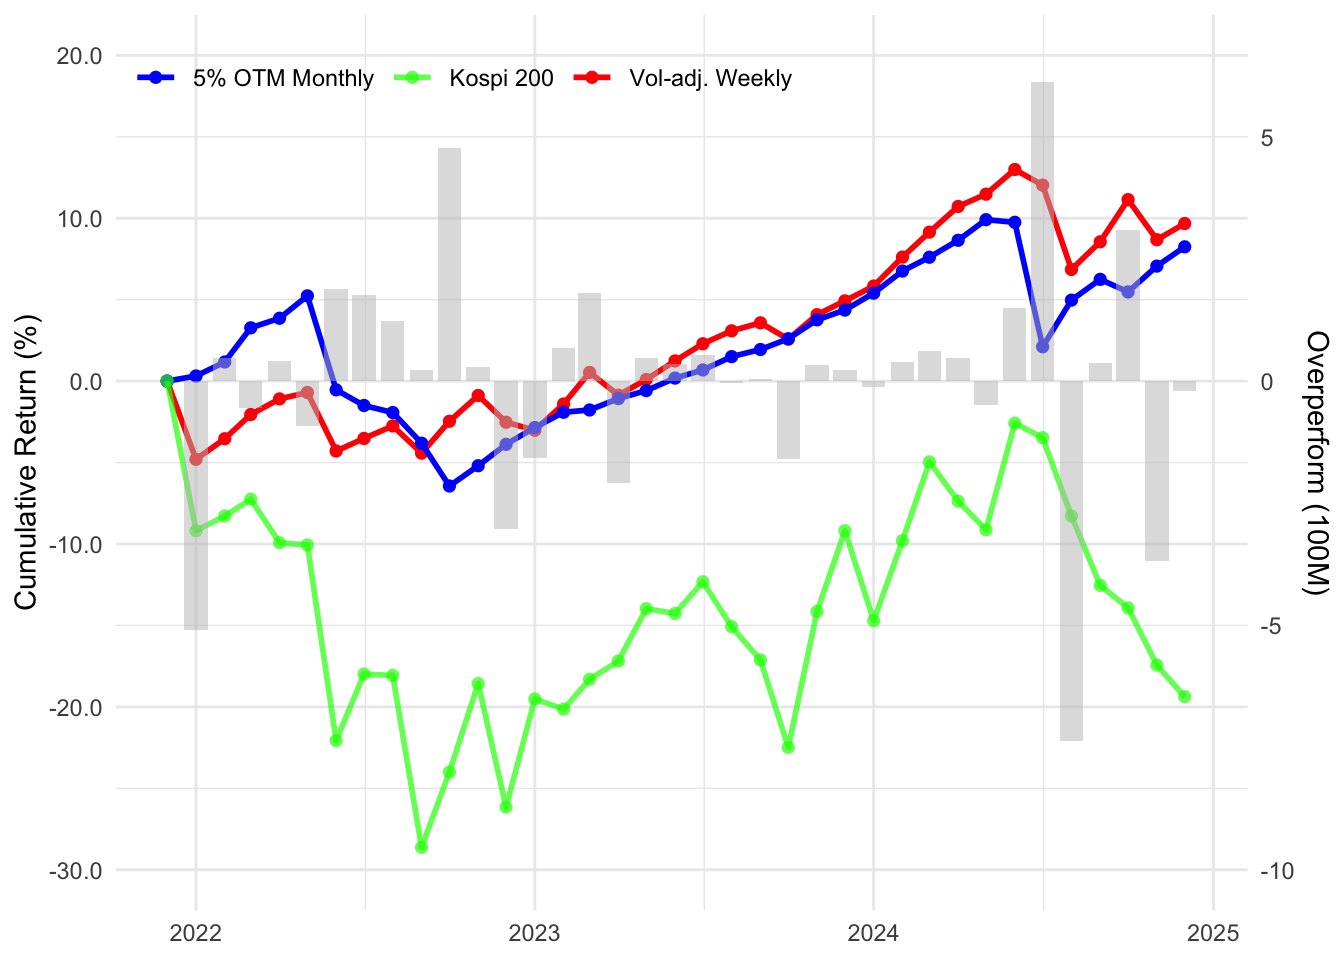 20.0
10.0
0.0
-10.0
-20.0
-30.0
Cumulative Return (%)
5% OTM Monthly
Kospi 200
Vol-adj. Weekly
5
0
-5
-10
Overperform (100M)
2022
2023
2024
2025